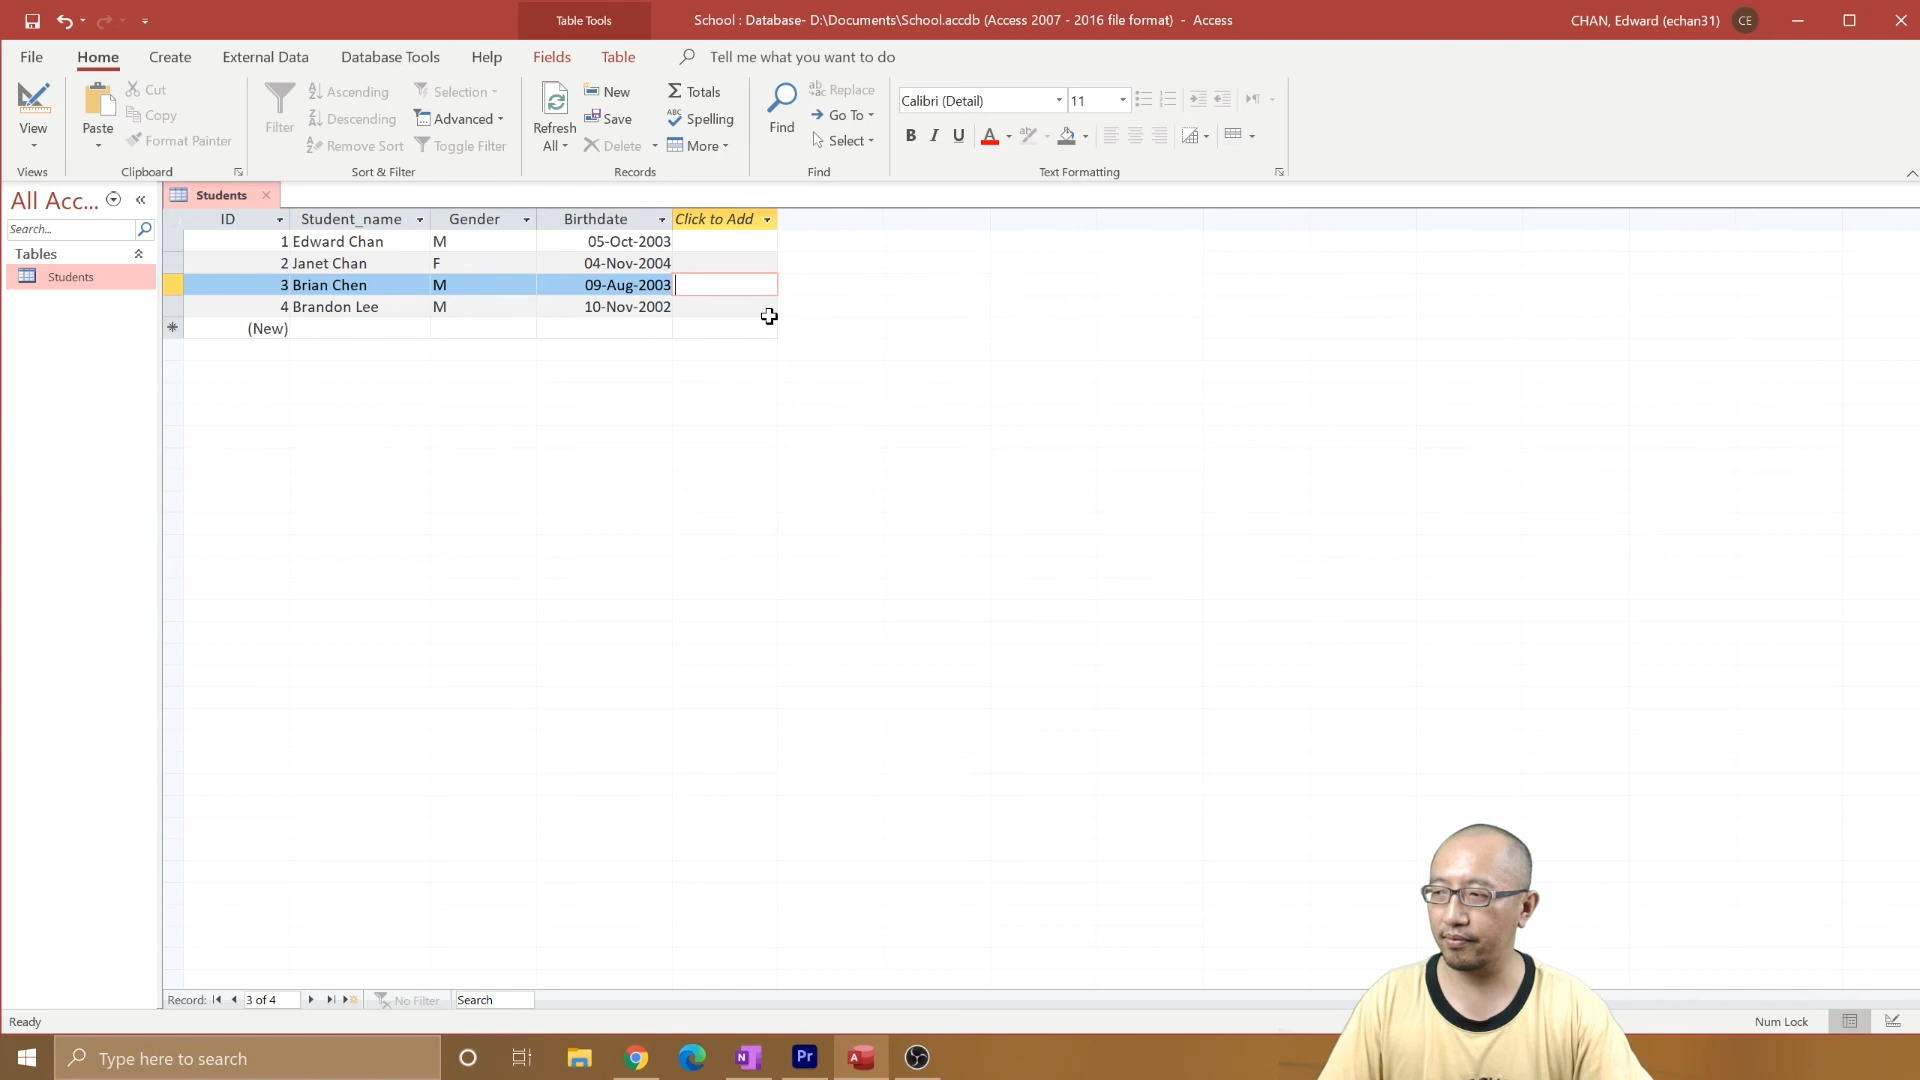 Table Tools
School : Database- D:\Documents\School.accdb (Access 2007 - 2016 file format) - Access
CHAN, Edward (echan31)
CE
File Home Create External Data Database Tools Help Fields Table Tell me what you want to do
View
Views
Paste
Cut
Copy
Format Painter
Clipboard
Filter
Ascending
Descending
Remove Sort
Selection
Advanced
Toggle Filter
Sort & Filter
Refresh
All
New
Save
Delete
Totals
Spelling
More
Records
Find
Replace
Go To
Select
Find
Calibri (Detail) 11
B I U
Text Formatting
All Acc...
Search...
Tables
Students
Students
ID Student_name Gender Birthdate Click to Add
1 Edward Chan M 05-Oct-2003
2 Janet Chan F 04-Nov-2004
3 Brian Chen M 09-Aug-2003
4 Brandon Lee M 10-Nov-2002
(New)
Record: 3 of 4 No Filter Search
Ready
Num Lock
Type here to search